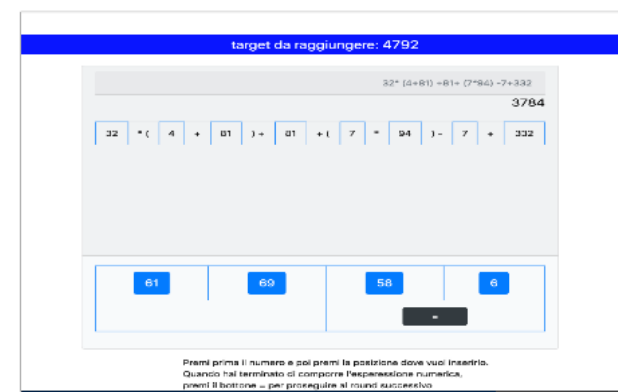 target da raggiungere: 4792
32* (4+81) +81+ (7*94) -7+332
3784
32 *( 4 + 81 )+ 81 +( 7 * 94 )- 7 + 332
61 69 58 6
=
Premi prima il numero e poi premi la posizione dove vuoi inserirlo.
Quando hai terminato di comporre l'esperessione numerica,
premi il bottone = per proseguire al round successivo